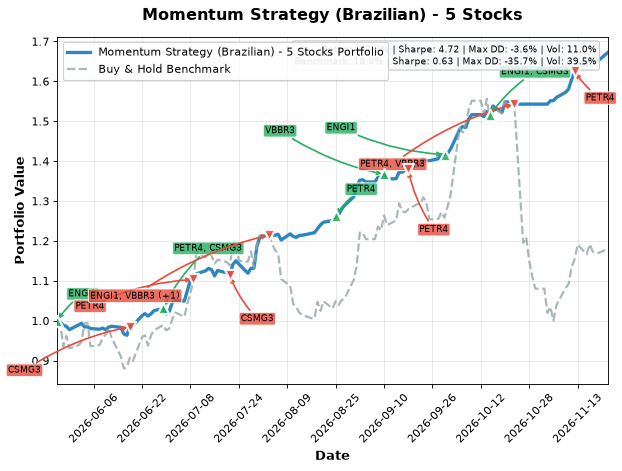 Momentum Strategy (Brazilian) - 5 Stocks
Momentum Strategy (Brazilian) - 5 Stocks Portfolio
Buy & Hold Benchmark
| Sharpe: 4.72 | Max DD: -3.6% | Vol: 11.0%
Benchmark: 18.0% | Sharpe: 0.63 | Max DD: -35.7% | Vol: 39.5%
ENGI1, CSMG3
PETR4
VBBR3
ENGI1
PETR4, VBBR3
PETR4
PETR4
PETR4, CSMG3
ENGI1, VBBR3 (+1)
PETR4
CSMG3
CSMG3
Portfolio Value
1.7
1.6
1.5
1.4
1.3
1.2
1.1
1.0
0.9
2026-06-06
2026-06-22
2026-07-08
2026-07-24
2026-08-09
2026-08-25
2026-09-10
2026-09-26
2026-10-12
2026-10-28
2026-11-13
Date